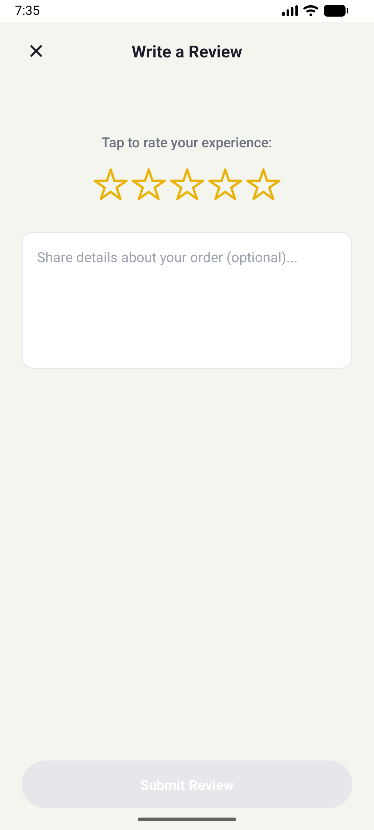 7:35
Write a Review
Tap to rate your experience:
Share details about your order (optional)...
Submit Review